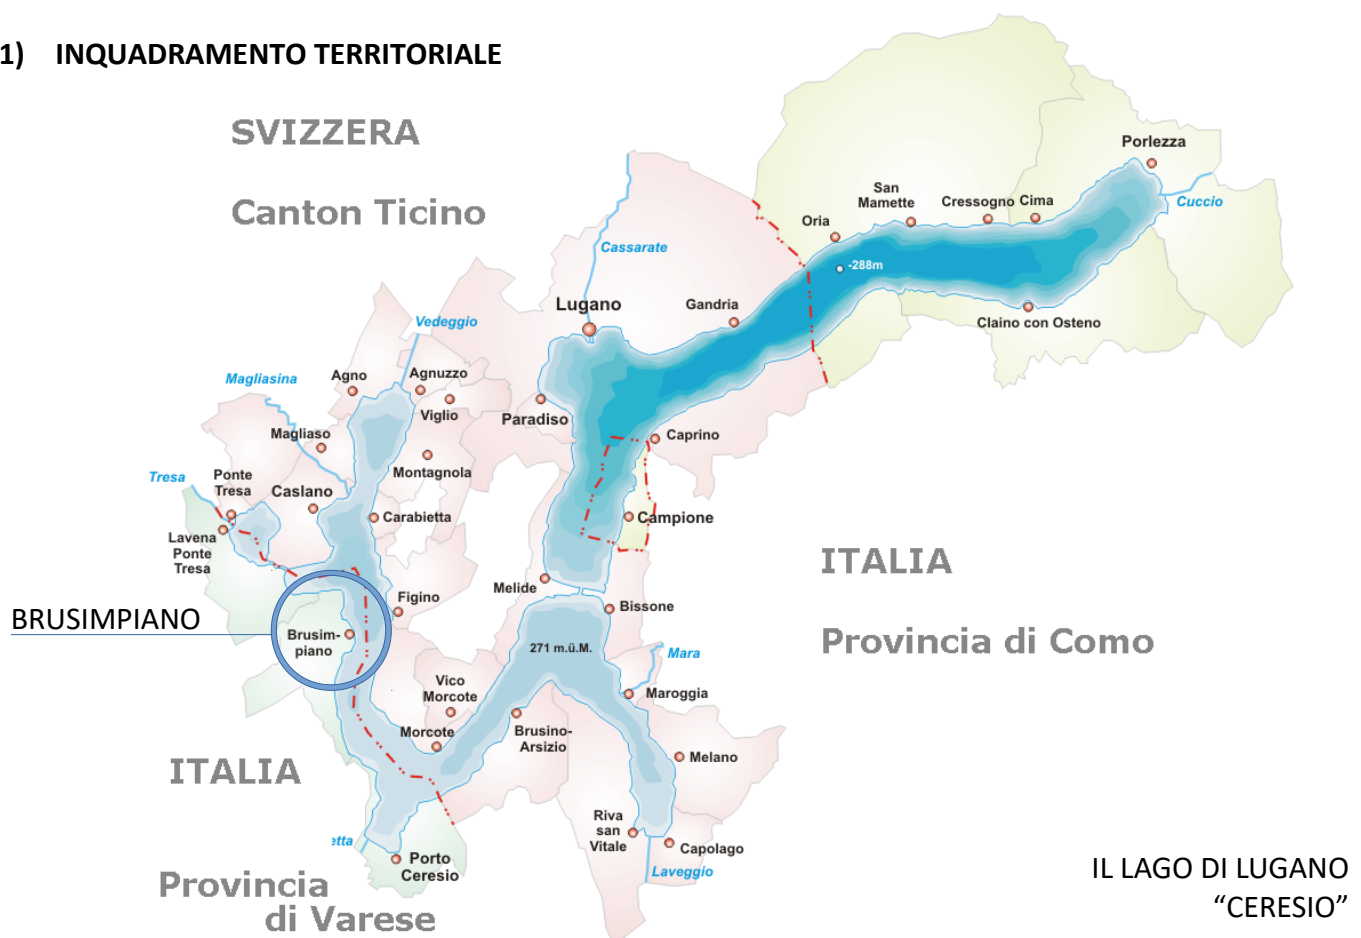 1) INQUADRAMENTO TERRITORIALE
SVIZZERA
Canton Ticino
Porlezza
Cuccio
San
Mamette
Cressogno
Cima
Oria
-288m
Claino con Osteno
Cassarate
Lugano
Gandria
Vedeggio
Magliasina
Agno
Agnuzzo
Viglio
Paradiso
Magliaso
Caprino
Montagnola
Tresa
Ponte
Tresa
Caslano
Carabietta
Campione
Lavena
Ponte
Tresa
ITALIA
Provincia di Como
Melide
Figino
Bissone
BRUSIMPIANO
Brusim-
piano
271 m.ü.M.
Mara
Maroggia
Vico
Morcote
Morcote
Brusino-
Arsizio
Melano
ITALIA
Provincia
di Varese
etta
Porto
Ceresio
Riva
san
Vitale
Capolago
Laveggio
IL LAGO DI LUGANO
“CERESIO”